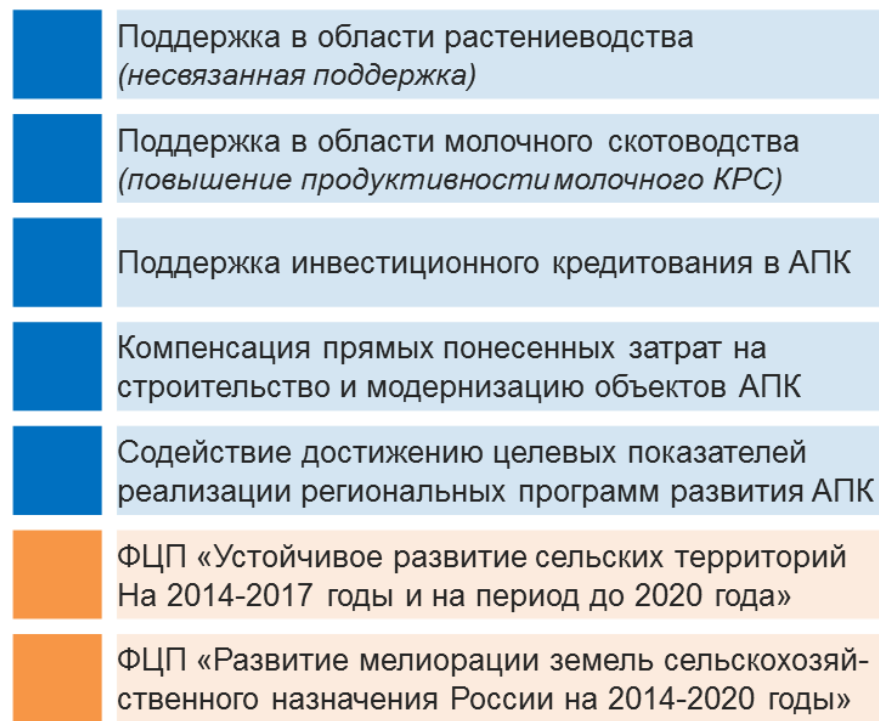 Поддержка в области растениеводства
(несвязанная поддержка)
Поддержка в области молочного скотоводства
(повышение продуктивности молочного КРС)
Поддержка инвестиционного кредитования в АПК
Компенсация прямых понесенных затрат на
строительство и модернизацию объектов АПК
Содействие достижению целевых показателей
реализации региональных программ развития АПК
ФЦП «Устойчивое развитие сельских территорий
На 2014-2017 годы и на период до 2020 года»
ФЦП «Развитие мелиорации земель сельскохозяй-
ственного назначения России на 2014-2020 годы»